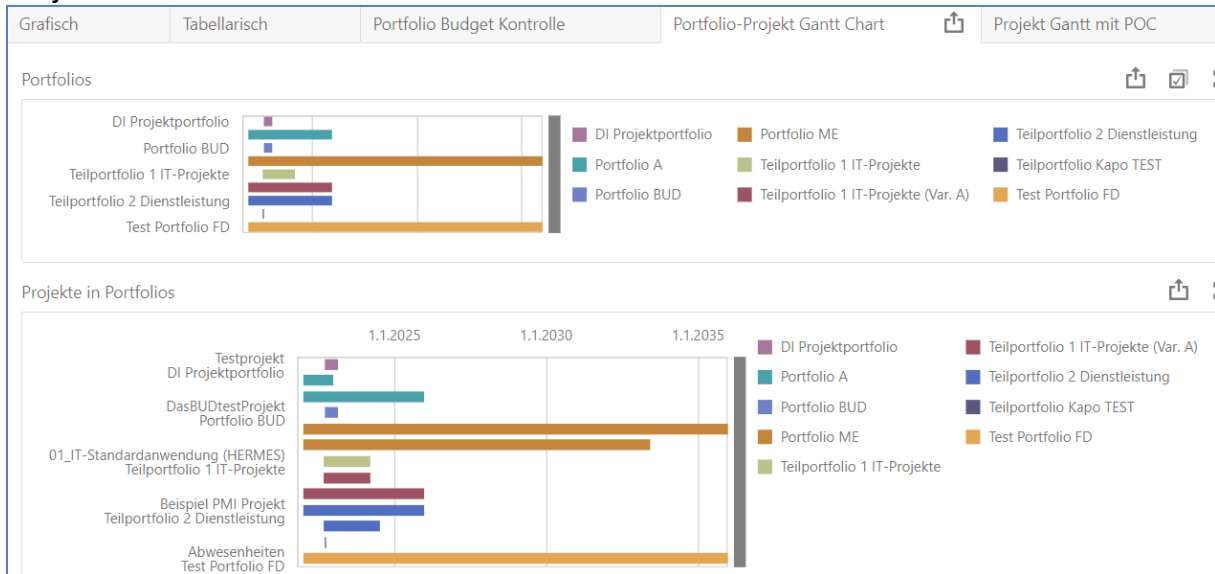 Grafisch
Tabellarisch
Portfolio Budget Kontrolle
Portfolio-Projekt Gantt Chart
Projekt Gantt mit POC
Portfolios
DI Projektportfolio
Portfolio BUD
Teilportfolio 1 IT-Projekte
Teilportfolio 2 Dienstleistung
Test Portfolio FD
DI Projektportfolio
Portfolio ME
Teilportfolio 2 Dienstleistung
Portfolio A
Teilportfolio 1 IT-Projekte
Teilportfolio Kapo TEST
Portfolio BUD
Teilportfolio 1 IT-Projekte (Var. A)
Test Portfolio FD
Projekte in Portfolios
1.1.2025
1.1.2030
1.1.2035
Testprojekt
DI Projektportfolio
DasBUDtestProjekt
Portfolio BUD
01_IT-Standardanwendung (HERMES)
Teilportfolio 1 IT-Projekte
Beispiel PMI Projekt
Teilportfolio 2 Dienstleistung
Abwesenheiten
Test Portfolio FD
DI Projektportfolio
Teilportfolio 1 IT-Projekte (Var. A)
Portfolio A
Teilportfolio 2 Dienstleistung
Portfolio BUD
Teilportfolio Kapo TEST
Portfolio ME
Test Portfolio FD
Teilportfolio 1 IT-Projekte